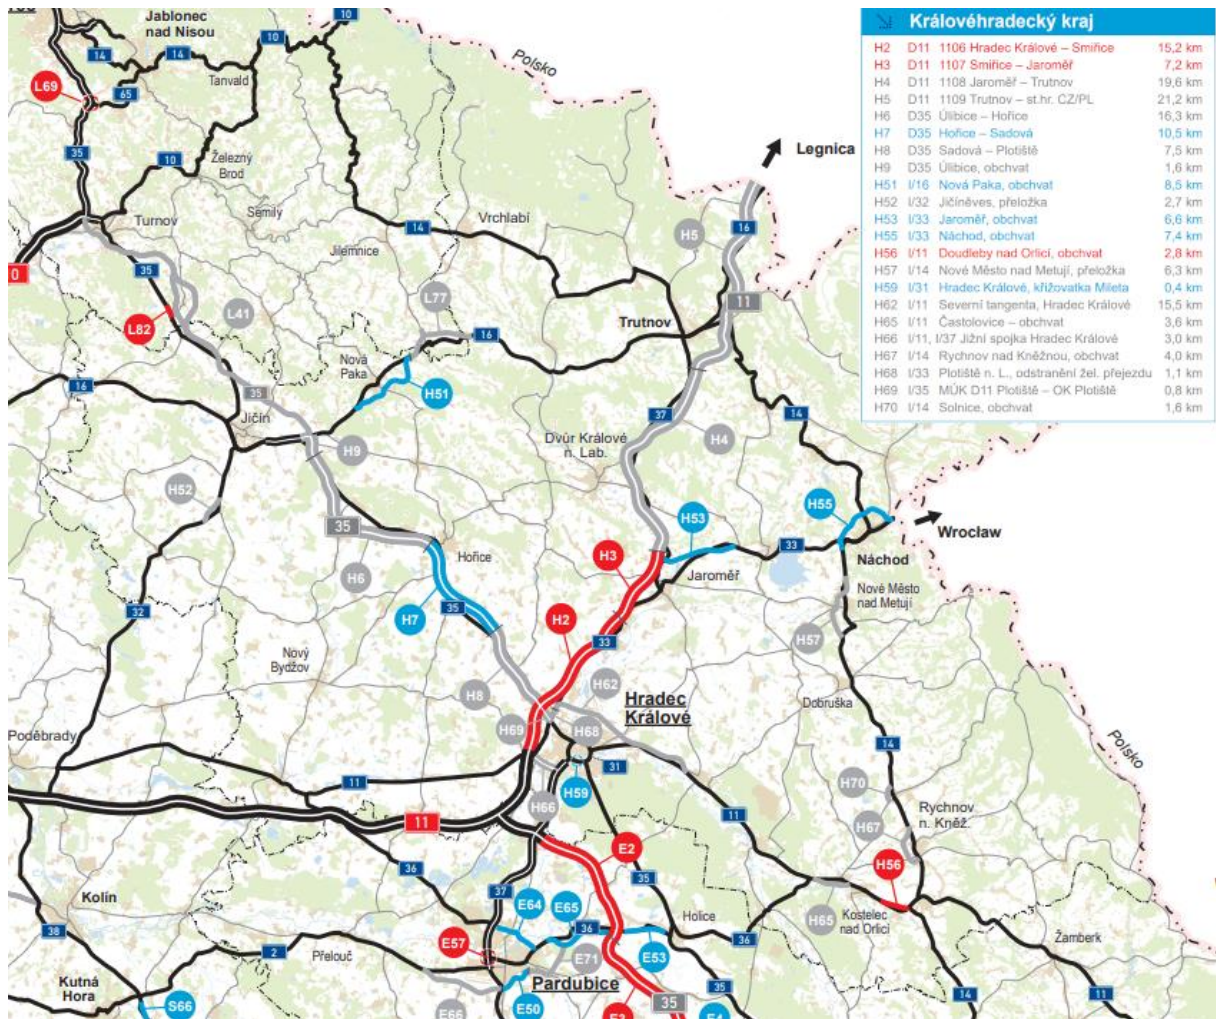 Královéhradecký kraj
H2 D11 1106 Hradec Králové – Smiřice 15,2 km
H3 D11 1107 Smiřice – Jaroměř 7,2 km
H4 D11 1108 Jaroměř – Trutnov 19,6 km
H5 D11 1109 Trutnov – st.hr. CZ/PL 21,2 km
H6 D35 Úlibice – Hořice 16,3 km
H7 D35 Hořice – Sadová 10,5 km
H8 D35 Sadová – Plotiště 7,5 km
H9 D35 Úlibice, obchvat 1,6 km
H51 I/16 Nová Paka, obchvat 8,5 km
H52 I/32 Jičíněves, přeložka 2,7 km
H53 I/33 Jaroměř, obchvat 6,6 km
H55 I/33 Náchod, obchvat 7,4 km
H56 I/11 Doudleby nad Orlicí, obchvat 2,8 km
H57 I/14 Nové Město nad Metují, přeložka 6,3 km
H59 I/31 Hradec Králové, křižovatka Mileta 0,4 km
H62 I/11 Severní tangenta, Hradec Králové 15,5 km
H65 I/11 Častolovice – obchvat 3,6 km
H66 I/11, I/37 Jižní spojka Hradec Králové 3,0 km
H67 I/14 Rychnov nad Kněžnou, obchvat 4,0 km
H68 I/33 Plotiště n. L., odstranění žel. přejezdu 1,1 km
H69 I/35 MÚK D11 Plotiště – OK Plotiště 0,8 km
H70 I/14 Solnice, obchvat 1,6 km
Jablonec
nad Nisou
10
10
14
14
Polsko
Tanvald
L69
65
35
10
Železný
Brod
Legnica
Turnov
Semily
Vrchlabí
14
H5
16
Jilemnice
35
0
L77
11
L82
L41
Trutnov
16
Nová
Paka
16
35
H51
Jičín
37
14
Dvůr Králové
n. Lab.
H4
H9
H52
H55
35
H53
Wrocław
Hořice
33
H3
Náchod
Jaroměř
H6
Nové Město
nad Metují
32
35
H7
H2
33
H57
Nový
Bydžov
H62
H8
Hradec
Králové
Dobruška
H69
H68
Poděbrady
14
Polsko
31
11
H59
H70
H66
Rychnov
n. Kněž.
11
11
H67
E2
36
H56
35
37
Kolín
E64
E65
H65
Kostelec
nad Orlicí
Holice
36
38
E57
36
Žamberk
2
Přelouč
E71
E53
Kutná
Hora
Pardubice
35
14
11
S66
E50
35
E66
E3
E4